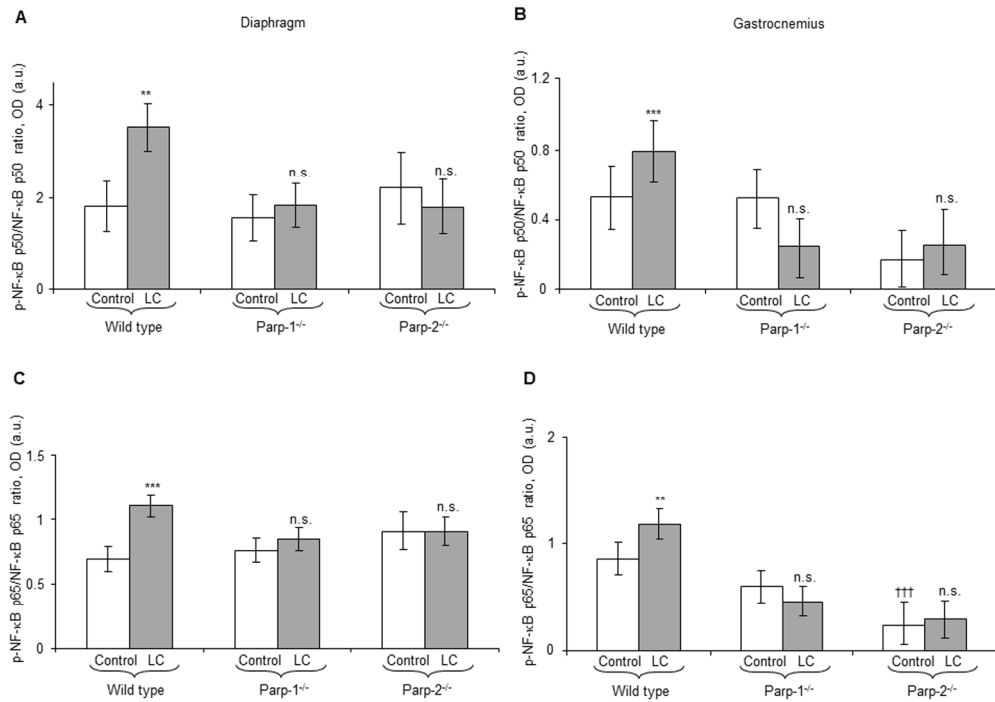 A
Diaphragm
p-NF-κB p50/NF-κB p50 ratio, OD (a.u.)
4
2
0
**
n.s.
n.s.
Control LC Control LC Control LC
Wild type Parp-1-/- Parp-2-/-
B
Gastrocnemius
p-NF-κB p50/NF-κB p50 ratio, OD (a.u.)
1.2
0.8
0.4
0
***
n.s.
n.s.
Control LC Control LC Control LC
Wild type Parp-1-/- Parp-2-/-
C
p-NF-κB p65/NF-κB p65 ratio, OD (a.u.)
1.5
1
0.5
0
***
n.s.
n.s.
Control LC Control LC Control LC
Wild type Parp-1-/- Parp-2-/-
D
p-NF-κB p65/NF-κB p65 ratio, OD (a.u.)
2
1
0
**
n.s.
†††
n.s.
Control LC Control LC Control LC
Wild type Parp-1-/- Parp-2-/-